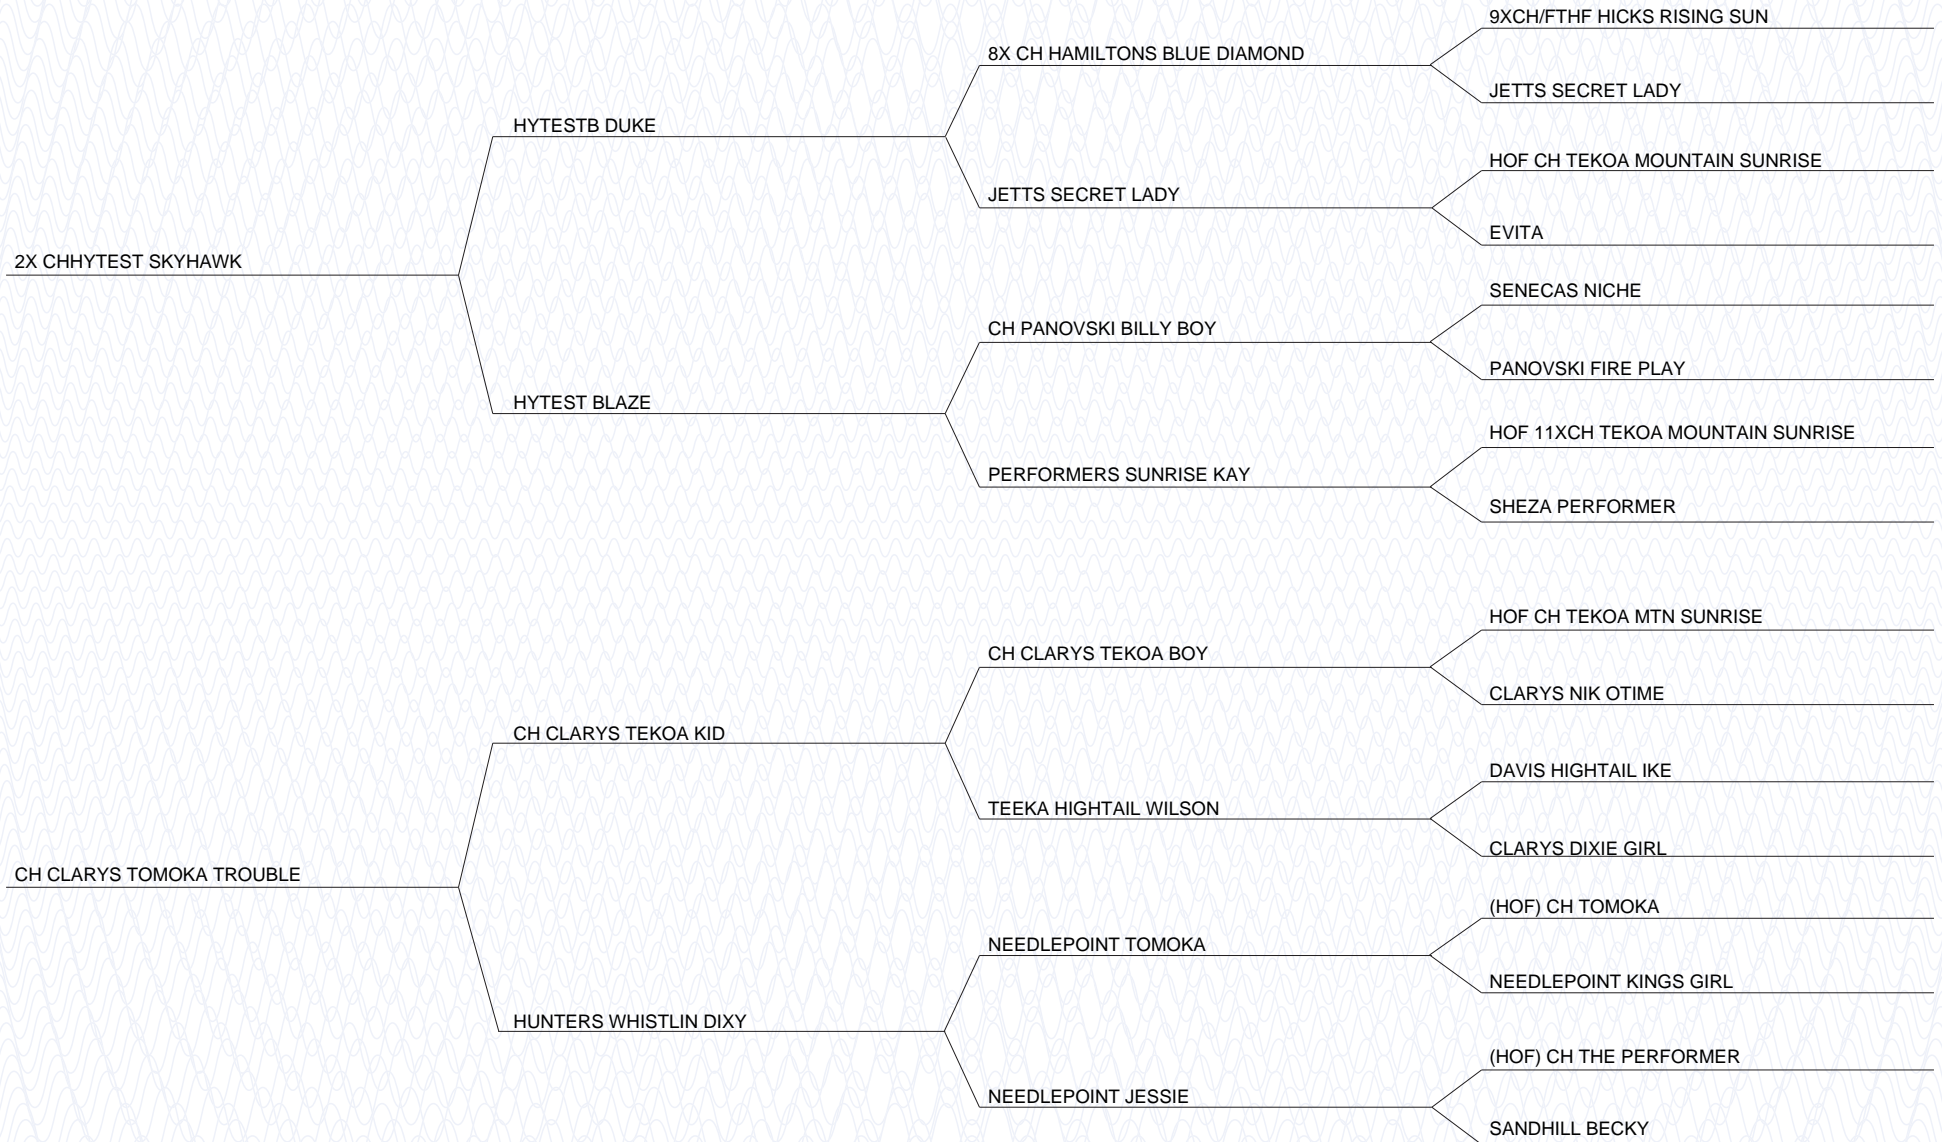 9XCH/FTHF HICKS RISING SUN
8X CH HAMILTONS BLUE DIAMOND
JETTS SECRET LADY
HYTESTB DUKE
HOF CH TEKOA MOUNTAIN SUNRISE
JETTS SECRET LADY
EVITA
2X CHHYTEST SKYHAWK
SENECAS NICHE
CH PANOVSKI BILLY BOY
PANOVSKI FIRE PLAY
HYTEST BLAZE
HOF 11XCH TEKOA MOUNTAIN SUNRISE
PERFORMERS SUNRISE KAY
SHEZA PERFORMER
HOF CH TEKOA MTN SUNRISE
CH CLARYS TEKOA BOY
CLARYS NIK OTIME
CH CLARYS TEKOA KID
DAVIS HIGHTAIL IKE
TEEKA HIGHTAIL WILSON
CLARYS DIXIE GIRL
CH CLARYS TOMOKA TROUBLE
(HOF) CH TOMOKA
NEEDLEPOINT TOMOKA
NEEDLEPOINT KINGS GIRL
HUNTERS WHISTLIN DIXY
(HOF) CH THE PERFORMER
NEEDLEPOINT JESSIE
SANDHILL BECKY